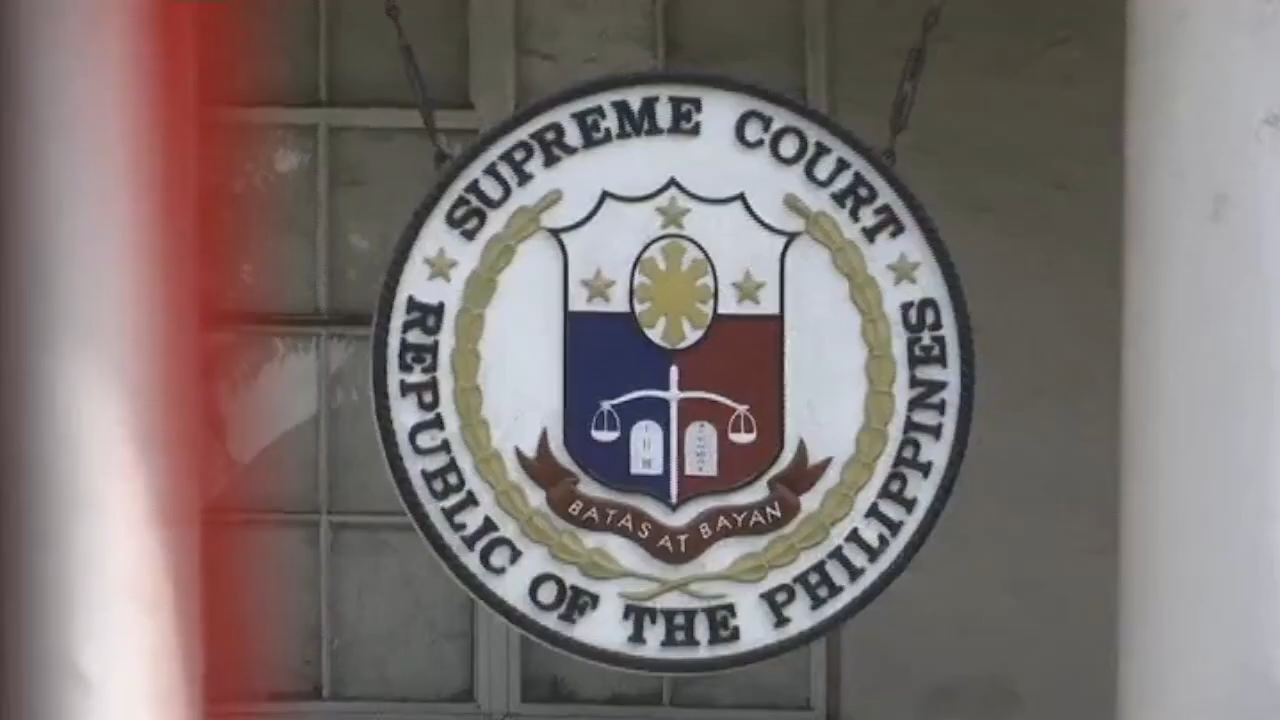 SUPREME COURT
REPUBLIC OF THE PHILIPPINES
BATAS AT BAYAN